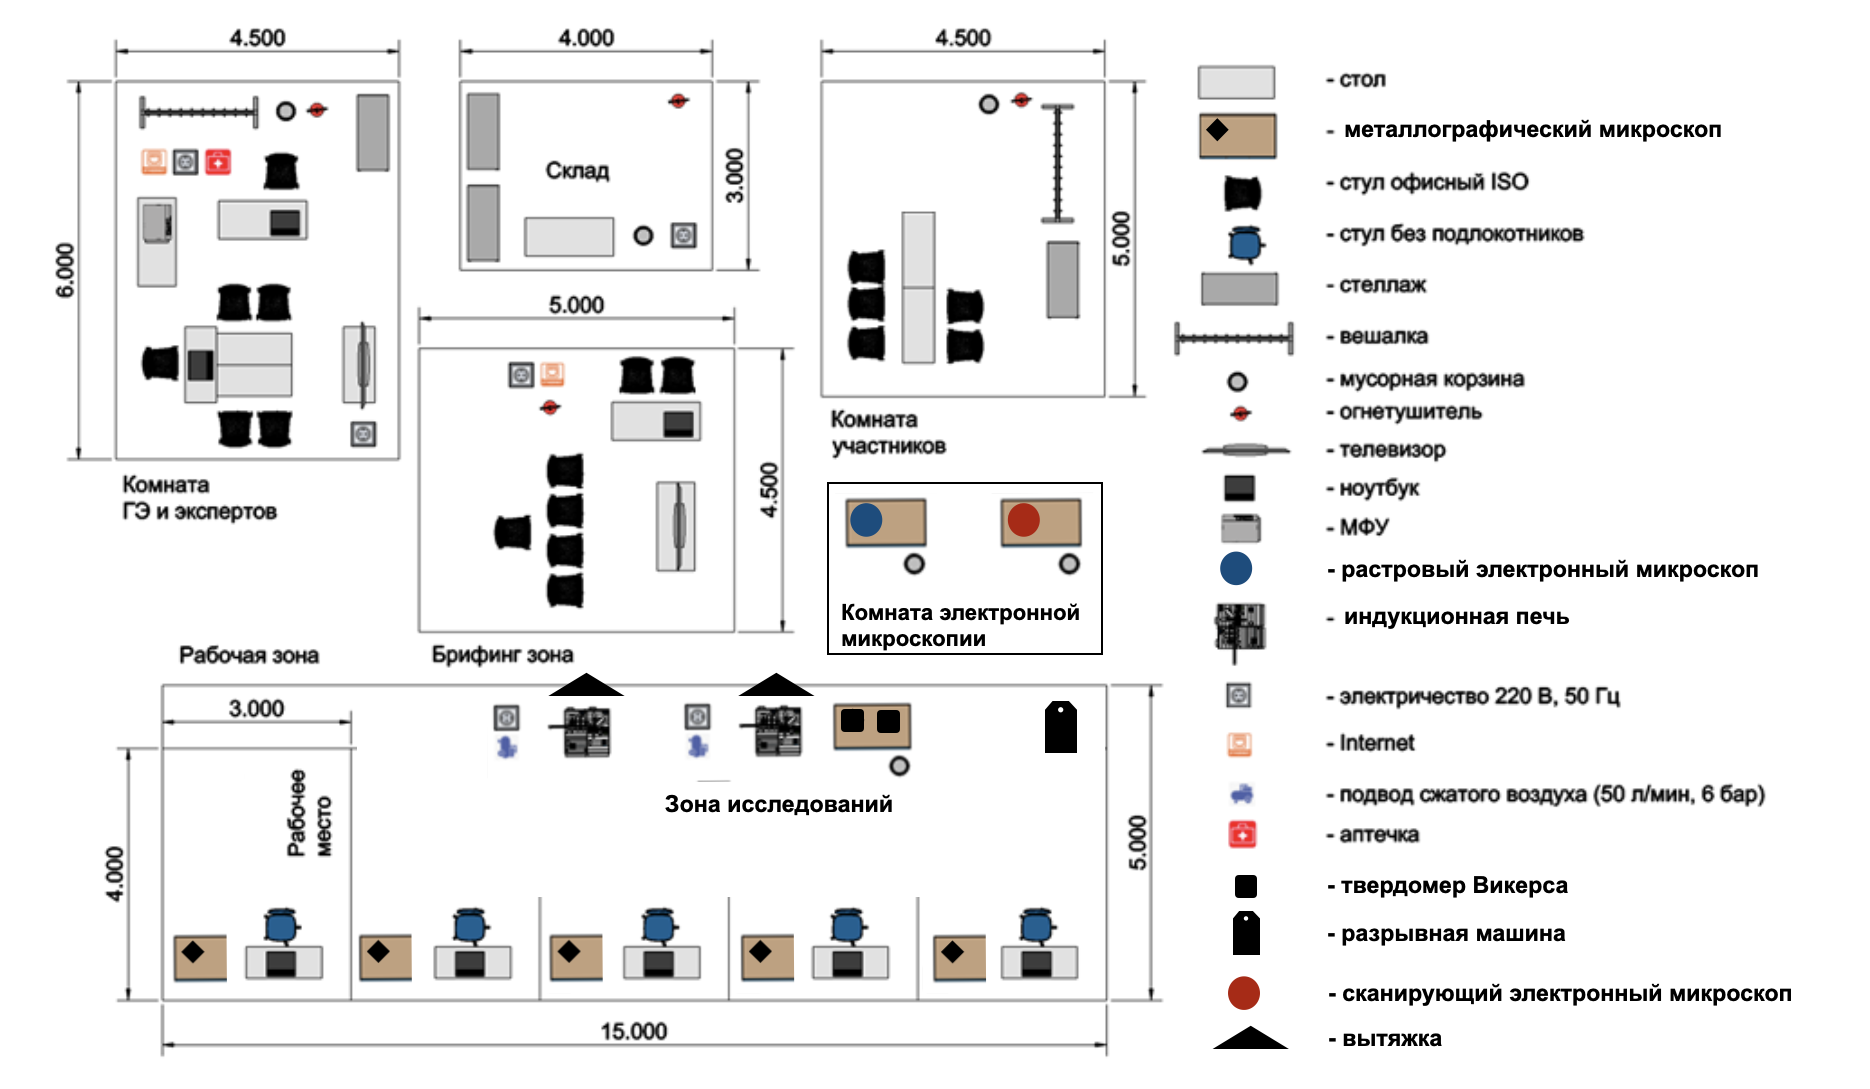 4.500
6.000
Комната
ГЭ и экспертов
4.000
3.000
Склад
5.000
4.500
Брифинг зона
4.500
5.000
Комната
участников
Комната электронной
микроскопии
Рабочая зона
3.000
4.000
Рабочее
место
Зона исследований
5.000
15.000
- стол
- металлографический микроскоп
- стул офисный ISO
- стул без подлокотников
- стеллаж
- вешалка
- мусорная корзина
- огнетушитель
- телевизор
- ноутбук
- МФУ
- растровый электронный микроскоп
- индукционная печь
- электричество 220 В, 50 Гц
- Internet
- подвод сжатого воздуха (50 л/мин, 6 бар)
- аптечка
- твердомер Викерса
- разрывная машина
- сканирующий электронный микроскоп
- вытяжка